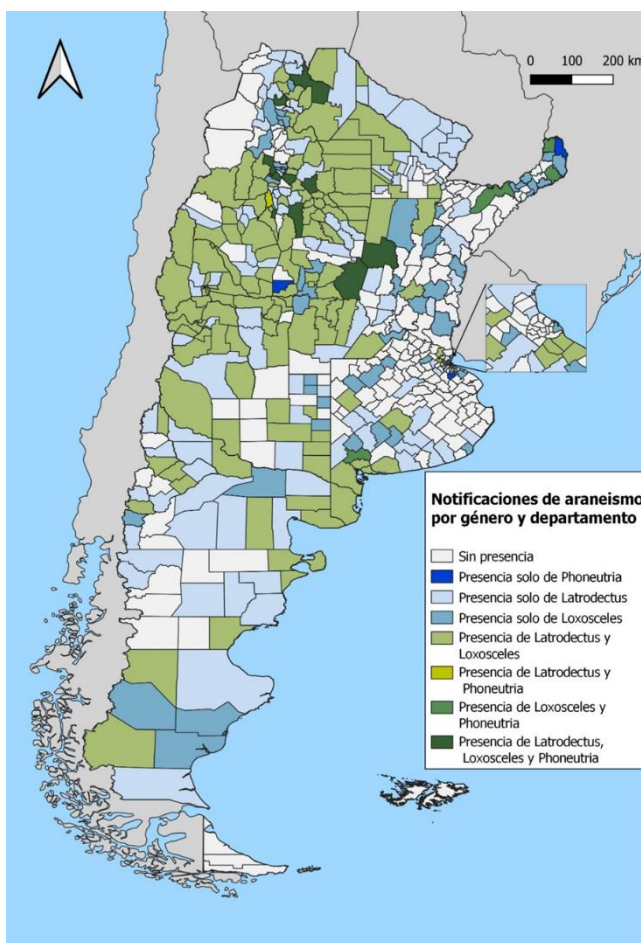 0 100 200 km
Notificaciones de araneismo
por género y departamento
Sin presencia
Presencia solo de Phoneutria
Presencia solo de Latrodectus
Presencia solo de Loxosceles
Presencia de Latrodectus y
Loxosceles
Presencia de Latrodectus y
Phoneutria
Presencia de Loxosceles y
Phoneutria
Presencia de Latrodectus,
Loxosceles y Phoneutria